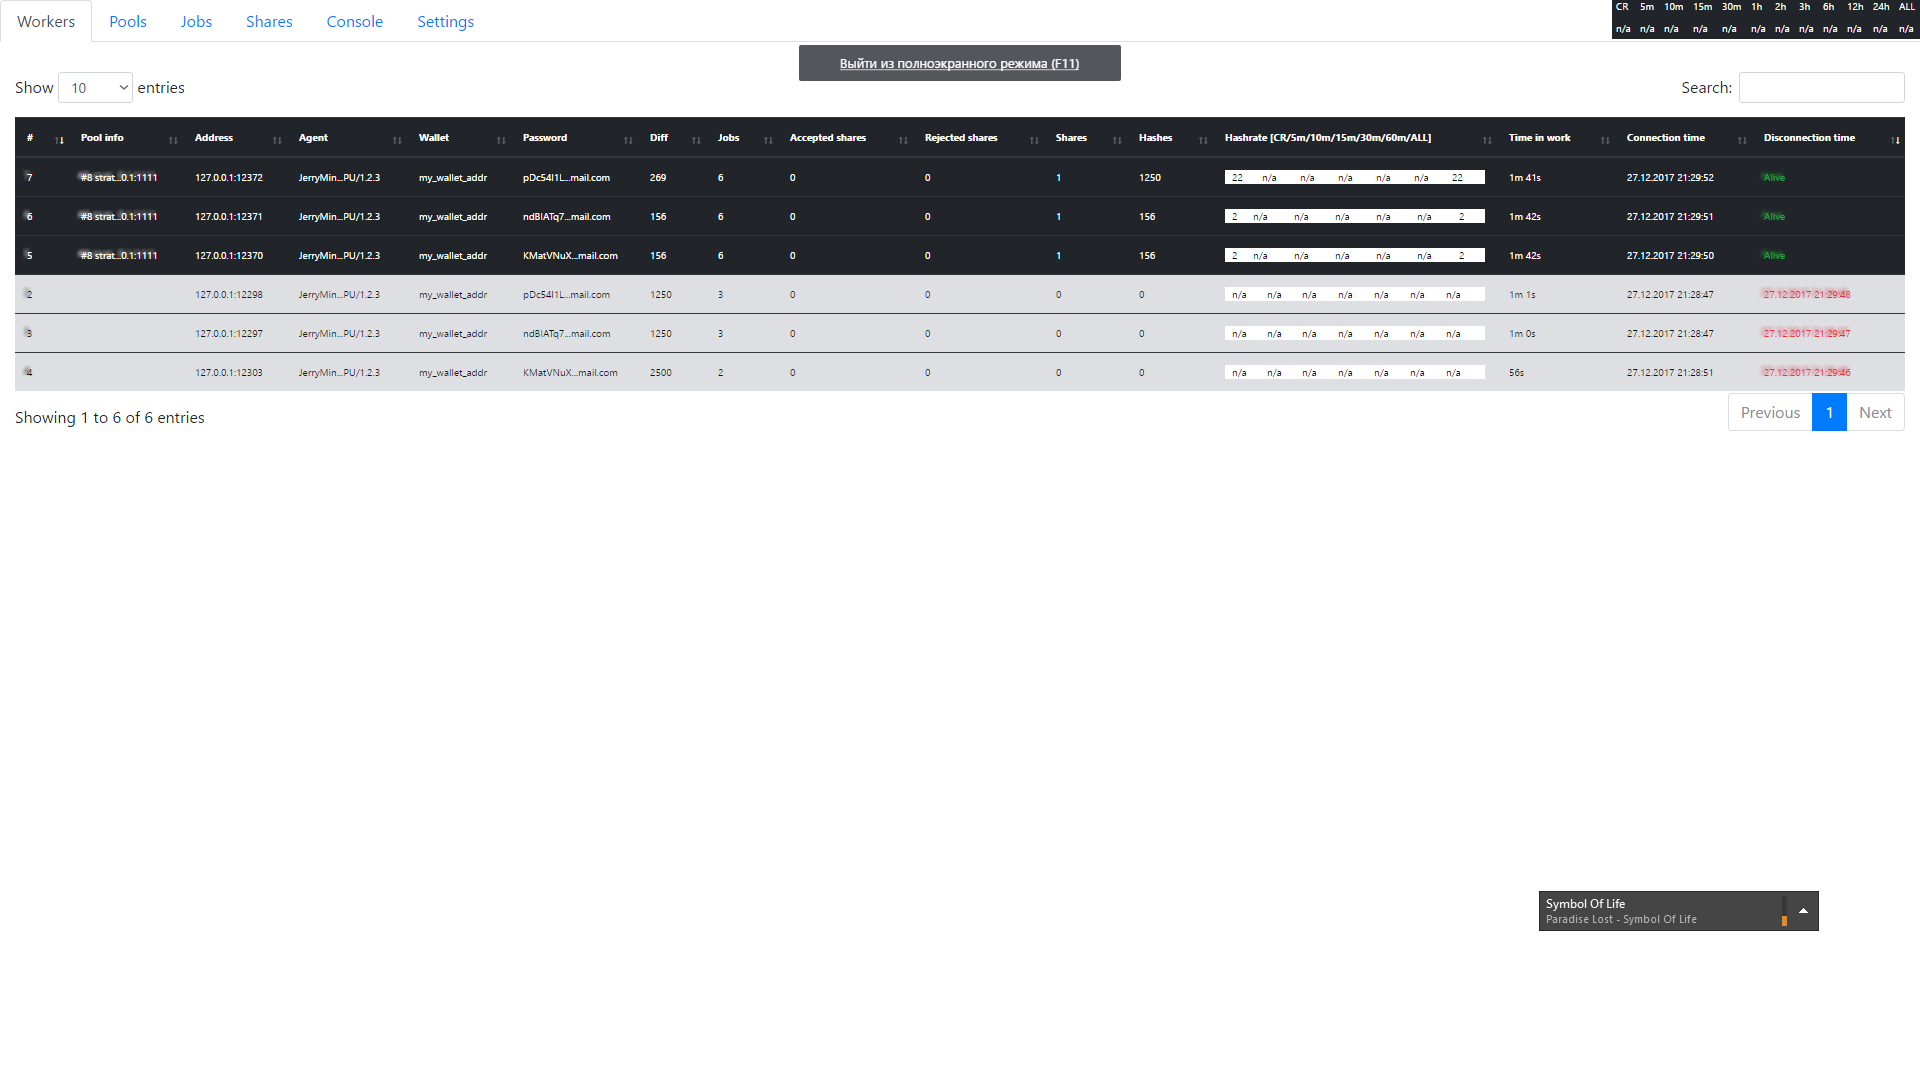 Workers Pools Jobs Shares Console Settings
CR 5m 10m 15m 30m 1h 2h 3h 6h 12h 24h ALL
n/a n/a n/a n/a n/a n/a n/a n/a n/a n/a n/a n/a
Выйти из полноэкранного режима (F11)
Show 10 entries Search:
# Pool info Address Agent Wallet Password Diff Jobs Accepted shares Rejected shares Shares Hashes Hashrate [CR/5m/10m/15m/30m/60m/ALL] Time in work Connection time Disconnection time
7 #8 strat...0.1:1111 127.0.0.1:12372 JerryMin...PU/1.2.3 my_wallet_addr pDc54l1L...mail.com 269 6 0 0 1 1250 22 n/a n/a n/a n/a n/a 22 1m 41s 27.12.2017 21:29:52 Alive
6 #8 strat...0.1:1111 127.0.0.1:12371 JerryMin...PU/1.2.3 my_wallet_addr ndBIATq7...mail.com 156 6 0 0 1 156 2 n/a n/a n/a n/a n/a 2 1m 42s 27.12.2017 21:29:51 Alive
5 #8 strat...0.1:1111 127.0.0.1:12370 JerryMin...PU/1.2.3 my_wallet_addr KMatVNuX...mail.com 156 6 0 0 1 156 2 n/a n/a n/a n/a n/a 2 1m 42s 27.12.2017 21:29:50 Alive
2 127.0.0.1:12298 JerryMin...PU/1.2.3 my_wallet_addr pDc54l1L...mail.com 1250 3 0 0 0 0 n/a n/a n/a n/a n/a n/a n/a 1m 1s 27.12.2017 21:28:47 27.12.2017 21:29:48
3 127.0.0.1:12297 JerryMin...PU/1.2.3 my_wallet_addr ndBIATq7...mail.com 1250 3 0 0 0 0 n/a n/a n/a n/a n/a n/a n/a 1m 0s 27.12.2017 21:28:47 27.12.2017 21:29:47
4 127.0.0.1:12303 JerryMin...PU/1.2.3 my_wallet_addr KMatVNuX...mail.com 2500 2 0 0 0 0 n/a n/a n/a n/a n/a n/a n/a 56s 27.12.2017 21:28:51 27.12.2017 21:29:46
Showing 1 to 6 of 6 entries Previous 1 Next
Symbol Of Life
Paradise Lost - Symbol Of Life